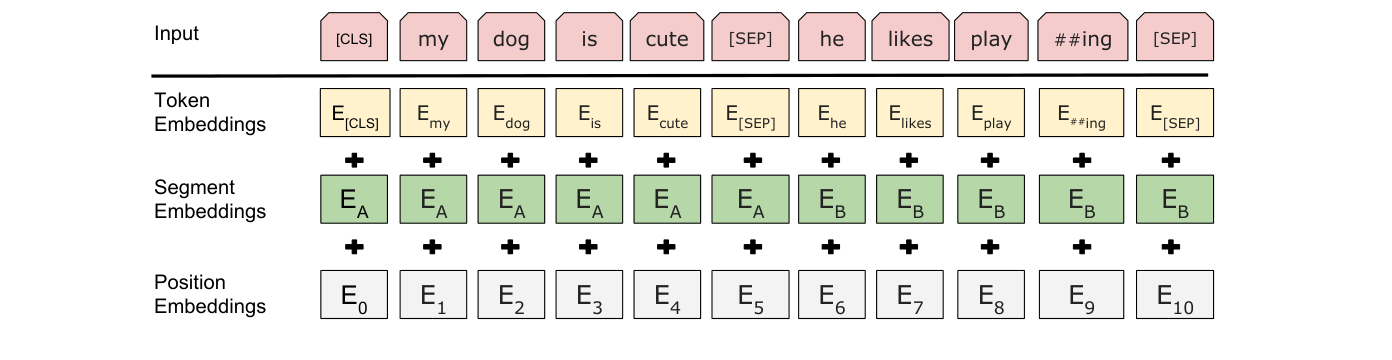 Input [CLS] my dog is cute [SEP] he likes play ##ing [SEP]
Token Embeddings E[CLS] Emy Edog Eis Ecute E[SEP] Ehe Elikes Eplay E##ing E[SEP]
+ + + + + + + + + + +
Segment Embeddings EA EA EA EA EA EA EB EB EB EB EB
+ + + + + + + + + + +
Position Embeddings E0 E1 E2 E3 E4 E5 E6 E7 E8 E9 E10